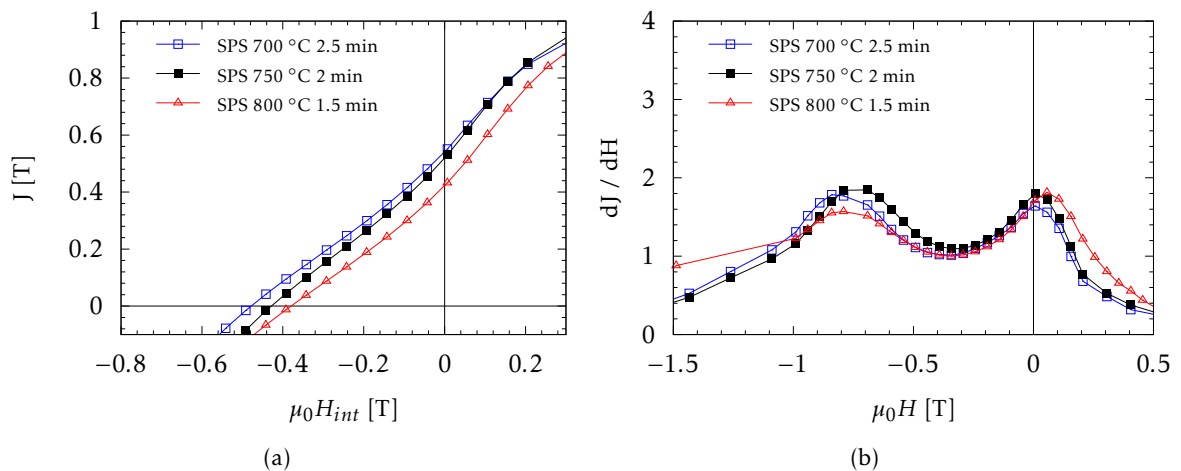 SPS 700 °C 2.5 min
SPS 750 °C 2 min
SPS 800 °C 1.5 min
J [T]
1
0.8
0.6
0.4
0.2
0
−0.8
−0.6
−0.4
−0.2
0
0.2
μ0Hint [T]
(a)
SPS 700 °C 2.5 min
SPS 750 °C 2 min
SPS 800 °C 1.5 min
dJ / dH
4
3
2
1
0
−1.5
−1
−0.5
0
0.5
μ0H [T]
(b)